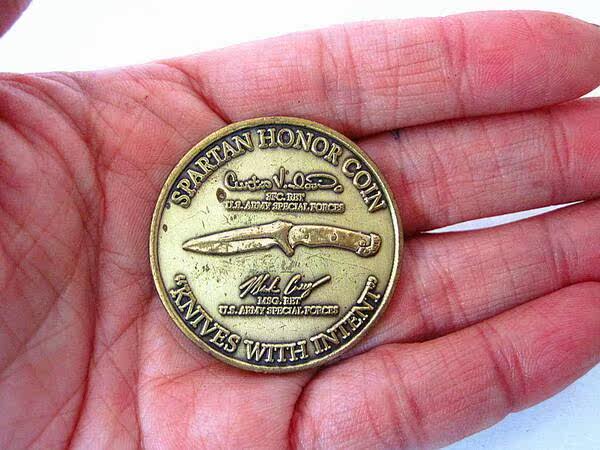 SPARTAN HONOR COIN
SFC. RET
U.S. ARMY SPECIAL FORCES
MSG. RET
U.S. ARMY SPECIAL FORCES
"KNIVES WITH INTENT"